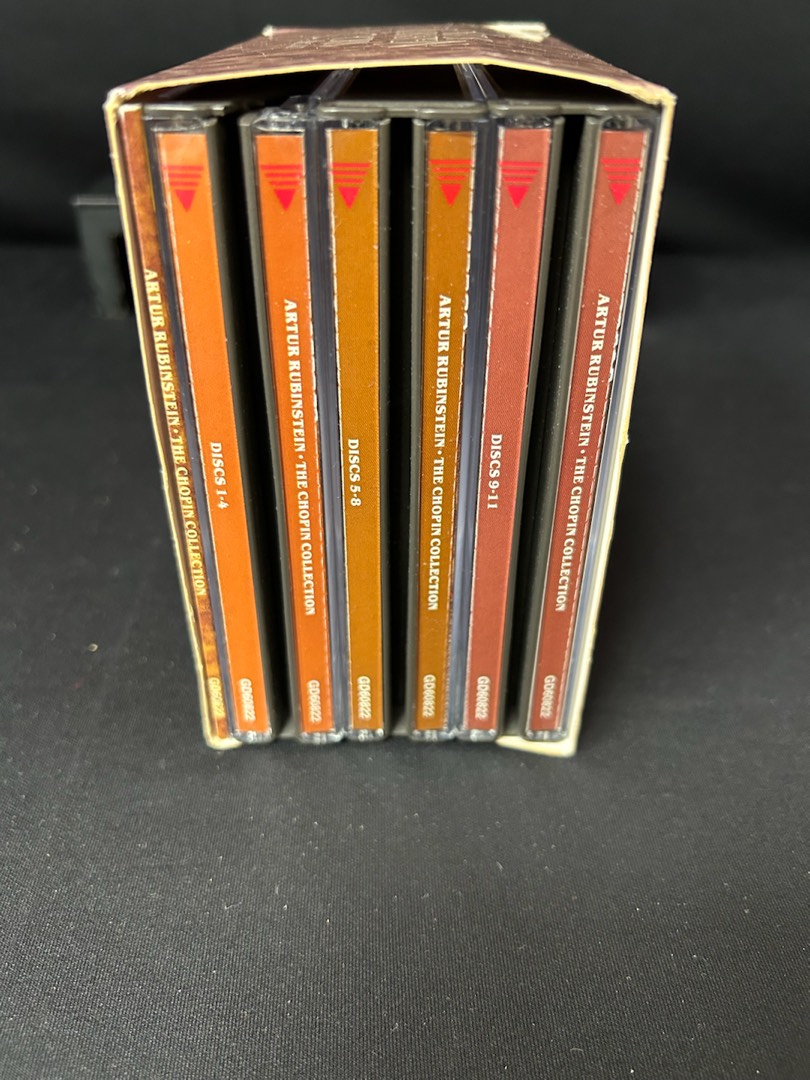 ARTUR RUBINSTEIN • THE CHOPIN COLLECTION
GD60822
DISCS 1-4
GD60822
ARTUR RUBINSTEIN • THE CHOPIN COLLECTION
GD60822
DISCS 5-8
GD60822
ARTUR RUBINSTEIN • THE CHOPIN COLLECTION
GD60822
DISCS 9-11
GD60822
ARTUR RUBINSTEIN • THE CHOPIN COLLECTION
GD60822